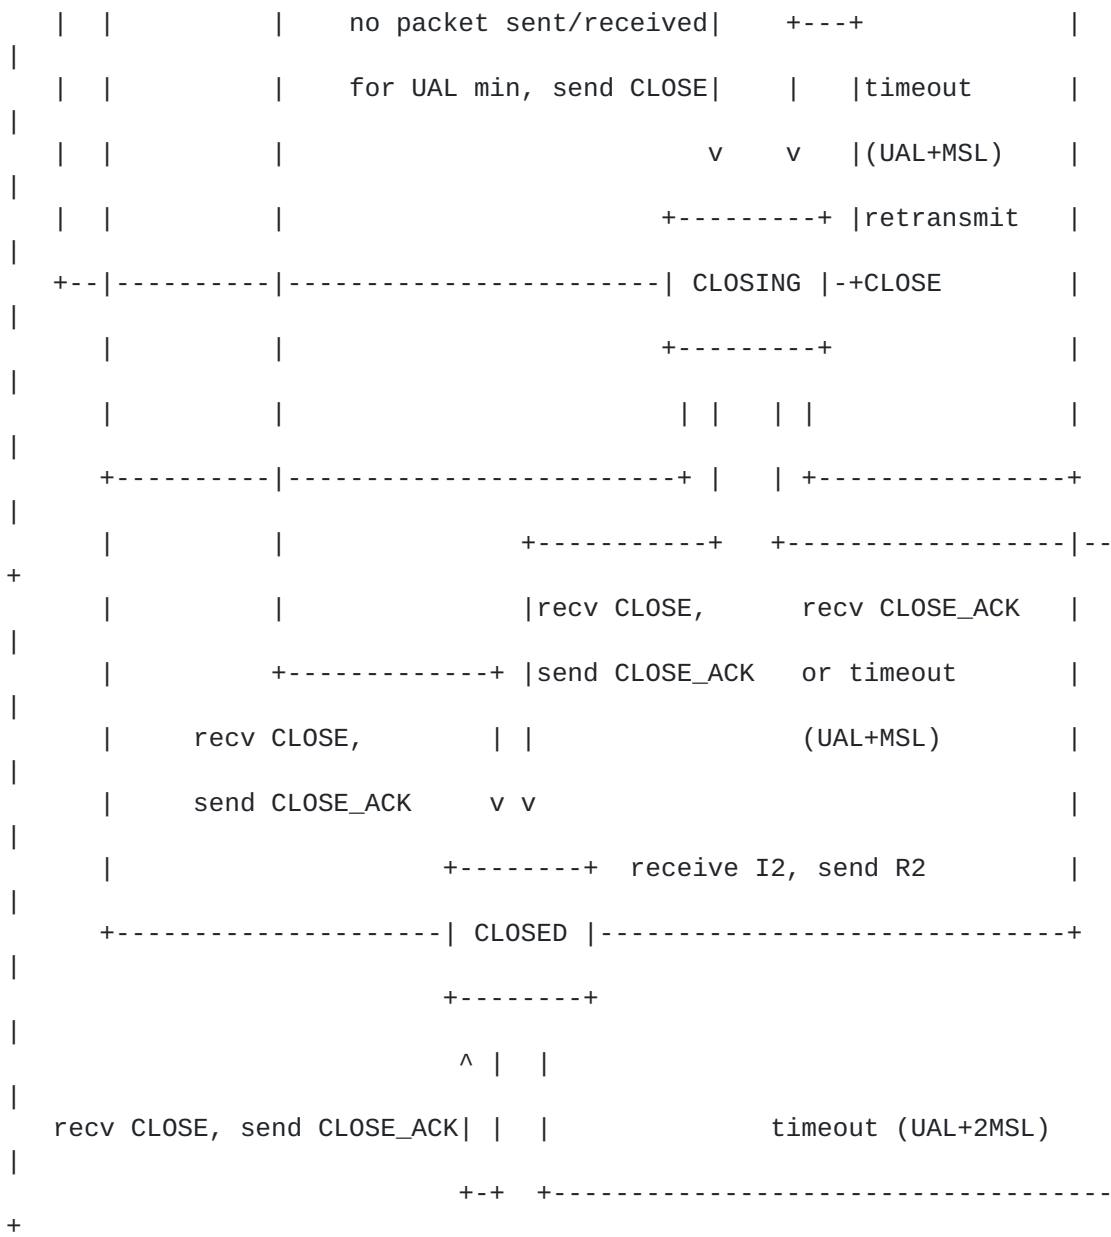 |  |          |    no packet sent/received|    +---+             |
|
   |  |          |    for UAL min, send CLOSE|    |   |timeout      |
|
   |  |          |                           v    v   |(UAL+MSL)    |
|
   |  |          |                        +---------+ |retransmit   |
|
   +--|----------|------------------------| CLOSING |-+CLOSE        |
|
      |          |                        +---------+               |
|
      |          |                         | |   | |                |
|
      +----------|-------------------------+ |   | +----------------+
|
      |          |               +-----------+   +------------------|--
+
      |          |               |recv CLOSE,      recv CLOSE_ACK   |
|
      |          +-------------+ |send CLOSE_ACK   or timeout       |
|
      |     recv CLOSE,        | |                 (UAL+MSL)        |
|
      |     send CLOSE_ACK     v v                                  |
|
      |                     +--------+  receive I2, send R2         |
|
      +---------------------| CLOSED |------------------------------+
|
                            +--------+
|
                             ^ |  |
|
   recv CLOSE, send CLOSE_ACK| |  |              timeout (UAL+2MSL)
|
                             +-+  +------------------------------------
+